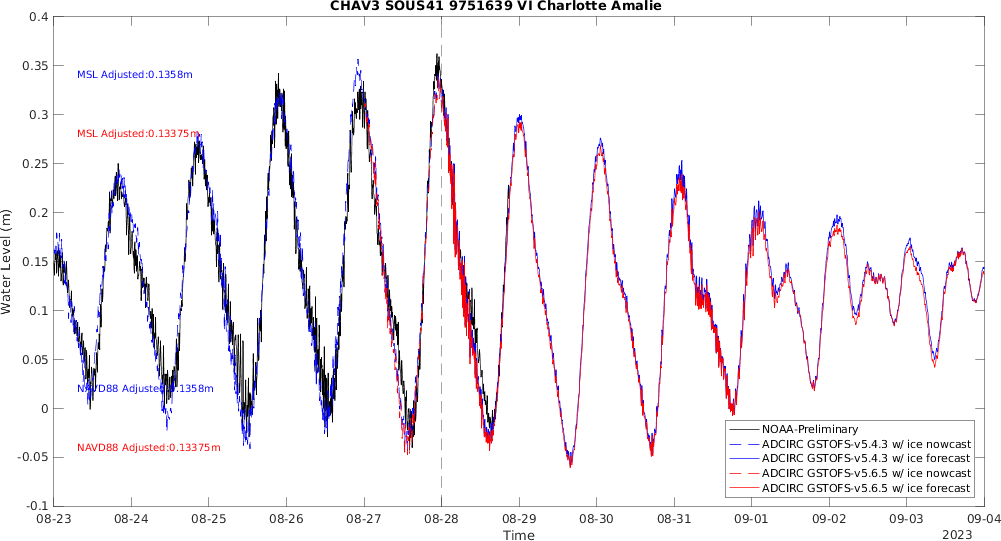 CHAV3 SOUS41 9751639 VI Charlotte Amalie
0.4
0.35
0.3
0.25
0.2
0.15
0.1
0.05
0
-0.05
-0.1
Water Level (m)
MSL Adjusted:0.1358m
MSL Adjusted:0.13375m
NAVD88 Adjusted:0.1358m
NAVD88 Adjusted:0.13375m
NOAA-Preliminary
ADCIRC GSTOFS-v5.4.3 w/ ice nowcast
ADCIRC GSTOFS-v5.4.3 w/ ice forecast
ADCIRC GSTOFS-v5.6.5 w/ ice nowcast
ADCIRC GSTOFS-v5.6.5 w/ ice forecast
08-23 08-24 08-25 08-26 08-27 08-28 08-29 08-30 08-31 09-01 09-02 09-03 09-04
Time
2023